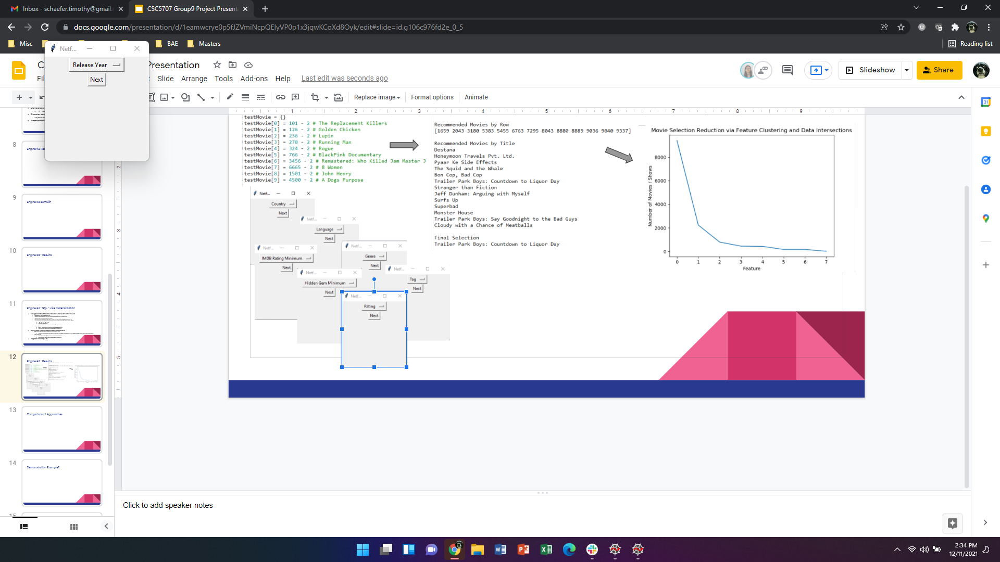 Inbox - schaefer.timothy@gmail.
CSC5707 Group9 Project Present
docs.google.com/presentation/d/1eamwcrye0p5fJZVmiNcpQEIyVP0p1x3jqwKCoXd8Oyk/edit#slide=id.g106c976fd2e_0_5
Misc
BAE
Masters
Reading list
Netf...
Release Year
Next
Presentation
Slide Arrange Tools Add-ons Help Last edit was seconds ago
Slideshow
Share
Replace image
Format options
Animate
1 2 3 4 5 6 7 8 9
2
3
4
5
8
9
Engine #3 Sumukh
10
Engine #3 - Results
11
Engine #4 - SQL - Like Materialization
12
Engine #4 - Results
13
Comparison of Approaches
14
Demonstration Example?
15
testMovie = {}
testMovie[0] = 101 - 2 # The Replacement Killers
testMovie[1] = 126 - 2 # Golden Chicken
testMovie[2] = 236 - 2 # Lupin
testMovie[3] = 270 - 2 # Running Man
testMovie[4] = 324 - 2 # Rogue
testMovie[5] = 766 - 2 # BlackPink Documentary
testMovie[6] = 3456 - 2 # Remastered: Who Killed Jam Master J
testMovie[7] = 6665 - 2 # 8 Women
testMovie[8] = 1501 - 2 # John Henry
testMovie[9] = 4500 - 2 # A Dogs Purpose
Netf...
Country
Next
Netf...
Language
Next
Netf...
IMDB Rating Minimum
Next
Netf...
Genre
Next
Netf...
Hidden Gem Minimum
Next
Netf...
Tag
Next
Netf...
Rating
Next
Recommended Movies by Row
[1659 2043 3180 5383 5455 6763 7295 8043 8880 8889 9036 9040 9337]
Recommended Movies by Title
Dostana
Honeymoon Travels Pvt. Ltd.
Pyaar Ke Side Effects
The Squid and the Whale
Bon Cop, Bad Cop
Trailer Park Boys: Countdown to Liquor Day
Stranger than Fiction
Jeff Dunham: Arguing with Myself
Surfs Up
Superbad
Monster House
Trailer Park Boys: Say Goodnight to the Bad Guys
Cloudy with a Chance of Meatballs
Final Selection
Trailer Park Boys: Countdown to Liquor Day
Movie Selection Reduction via Feature Clustering and Data Intersections
Number of Movies / Shows
8000
6000
4000
2000
0
0 1 2 3 4 5 6 7
Feature
Click to add speaker notes
2:34 PM
12/11/2021